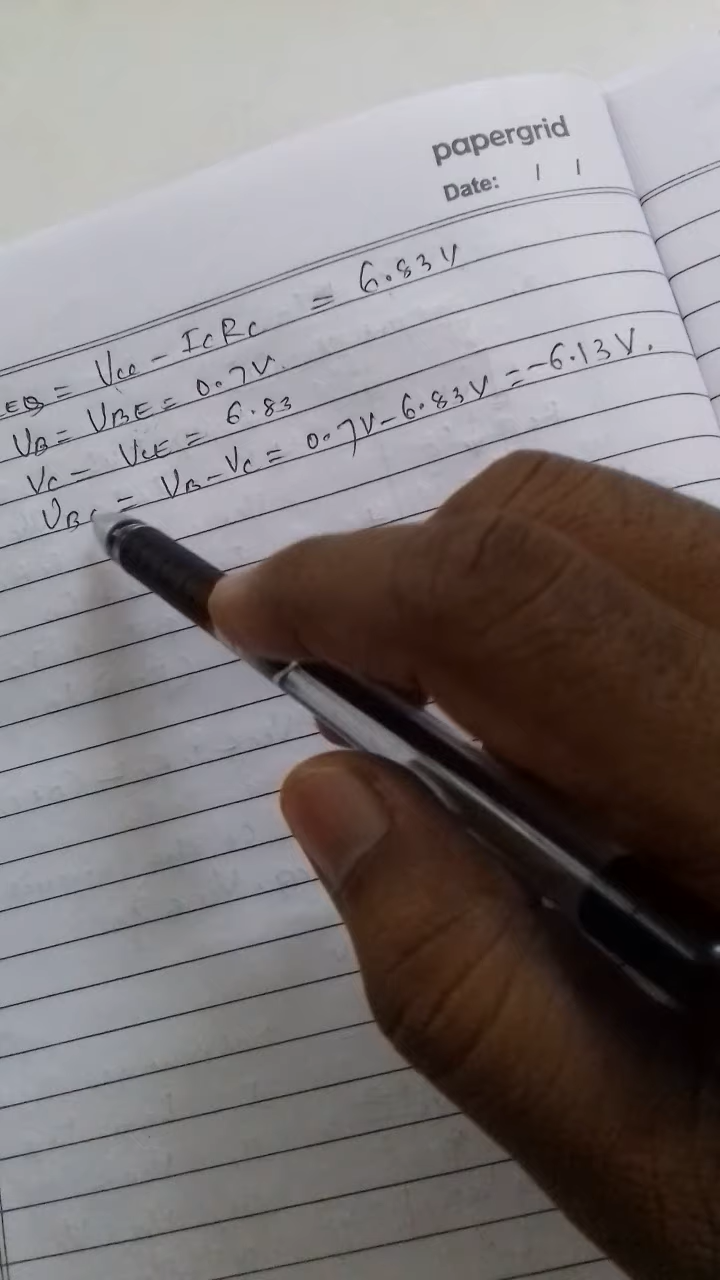 papergrid
Date: / /
EQ = Vcc - IcRc = 6.83V
VB = VBE = 0.7V.
VC = VCE = 6.83
VBC = VB-VC = 0.7V-6.83V = -6.13V.